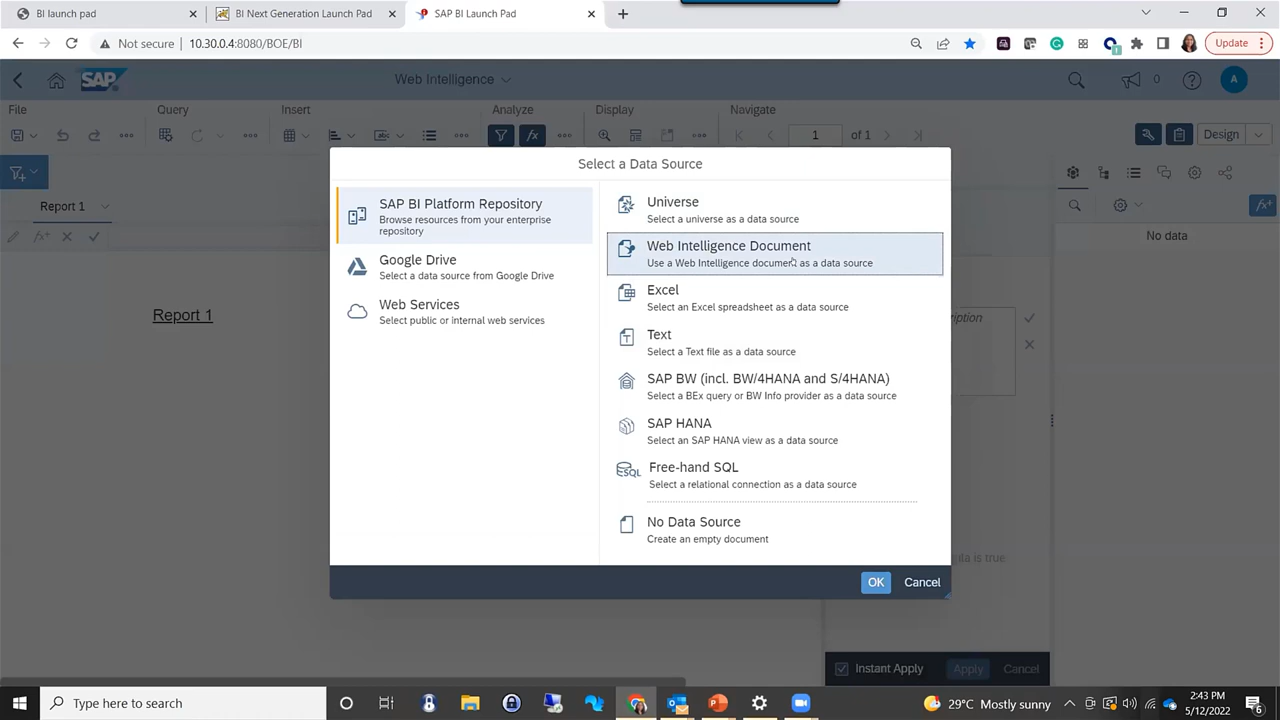 BI launch pad
BI Next Generation Launch Pad
SAP BI Launch Pad
Not secure
10.30.0.4:8080/BOE/BI
1
Update
SAP
Web Intelligence
0
A
File
Query
Insert
Analyze
Display
Navigate
1
of 1
Design
Report 1
No data
Report 1
Select a Data Source
SAP BI Platform Repository
Browse resources from your enterprise
repository
Google Drive
Select a data source from Google Drive
Web Services
Select public or internal web services
Universe
Select a universe as a data source
Web Intelligence Document
Use a Web Intelligence document as a data source
Excel
Select an Excel spreadsheet as a data source
Text
Select a Text file as a data source
SAP BW (incl. BW/4HANA and S/4HANA)
Select a BEx query or BW Info provider as a data source
SAP HANA
Select an SAP HANA view as a data source
SQL
Free-hand SQL
Select a relational connection as a data source
No Data Source
Create an empty document
OK
Cancel
Instant Apply
Apply
Cancel
Type here to search
29°C Mostly sunny
2:43 PM
5/12/2022
6